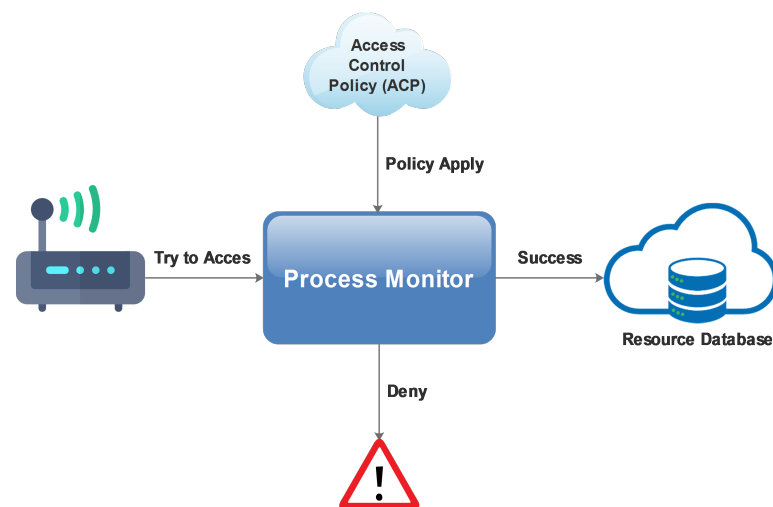 Access
Control
Policy (ACP)
Policy Apply
Try to Acces
Process Monitor
Success
Resource Database
Deny
!